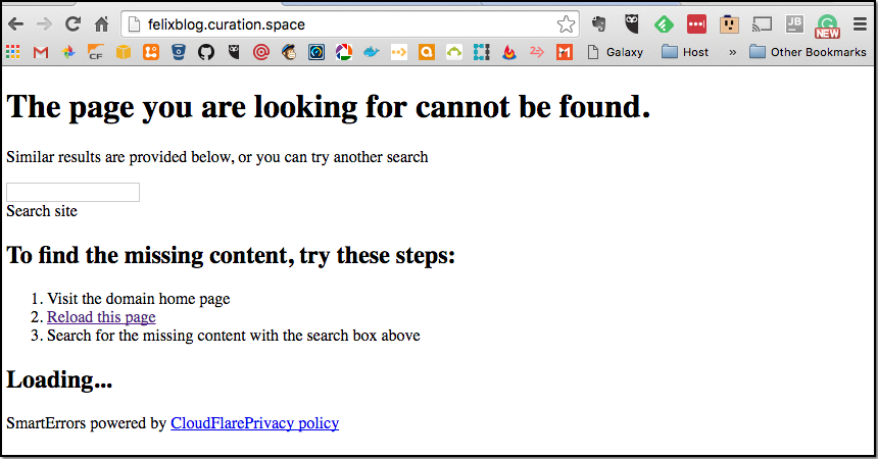 felixblog.curation.space
NEW
CF
JB
Galaxy
Host
»
Other Bookmarks
The page you are looking for cannot be found.
Similar results are provided below, or you can try another search
Search site
To find the missing content, try these steps:
1. Visit the domain home page
2. Reload this page
3. Search for the missing content with the search box above
Loading...
SmartErrors powered by CloudFlarePrivacy policy